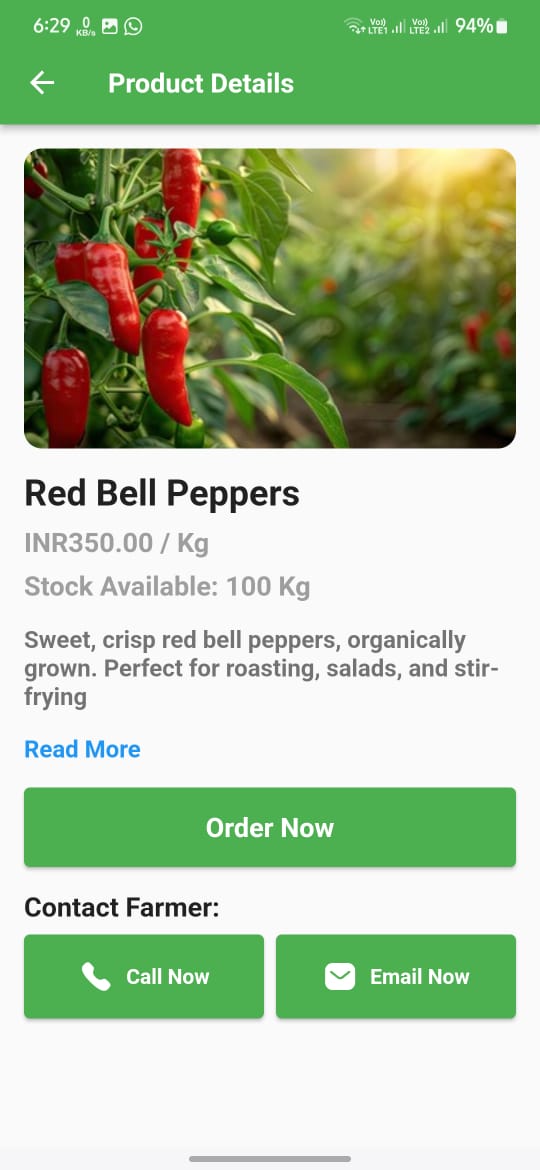 6:29 0 KB/s Vo) LTE1 Vo) LTE2 94%
Product Details
Red Bell Peppers
INR350.00 / Kg
Stock Available: 100 Kg
Sweet, crisp red bell peppers, organically
grown. Perfect for roasting, salads, and stir-
frying
Read More
Order Now
Contact Farmer:
Call Now Email Now